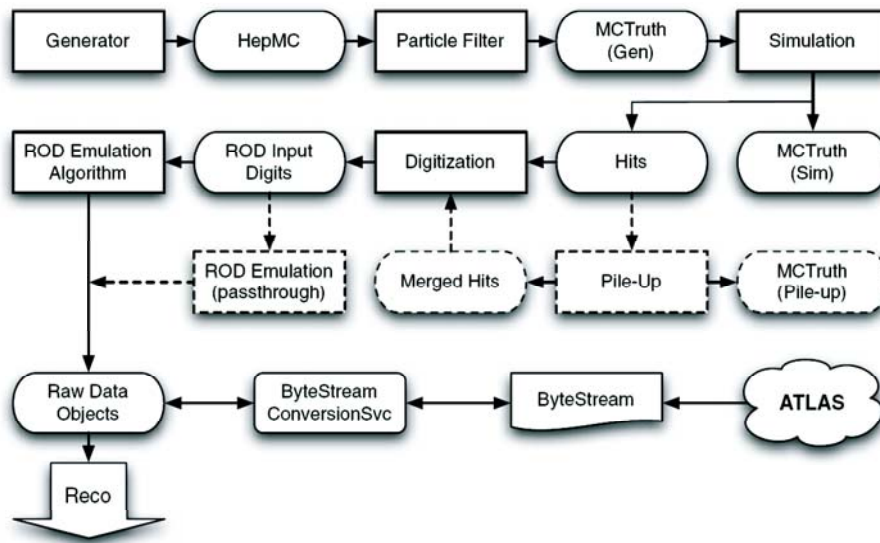 Generator
HepMC
Particle Filter
MCTruth
(Gen)
Simulation
ROD Emulation
Algorithm
ROD Input
Digits
Digitization
Hits
MCTruth
(Sim)
ROD Emulation
(passthrough)
Merged Hits
Pile-Up
MCTruth
(Pile-up)
Raw Data
Objects
ByteStream
ConversionSvc
ByteStream
ATLAS
Reco